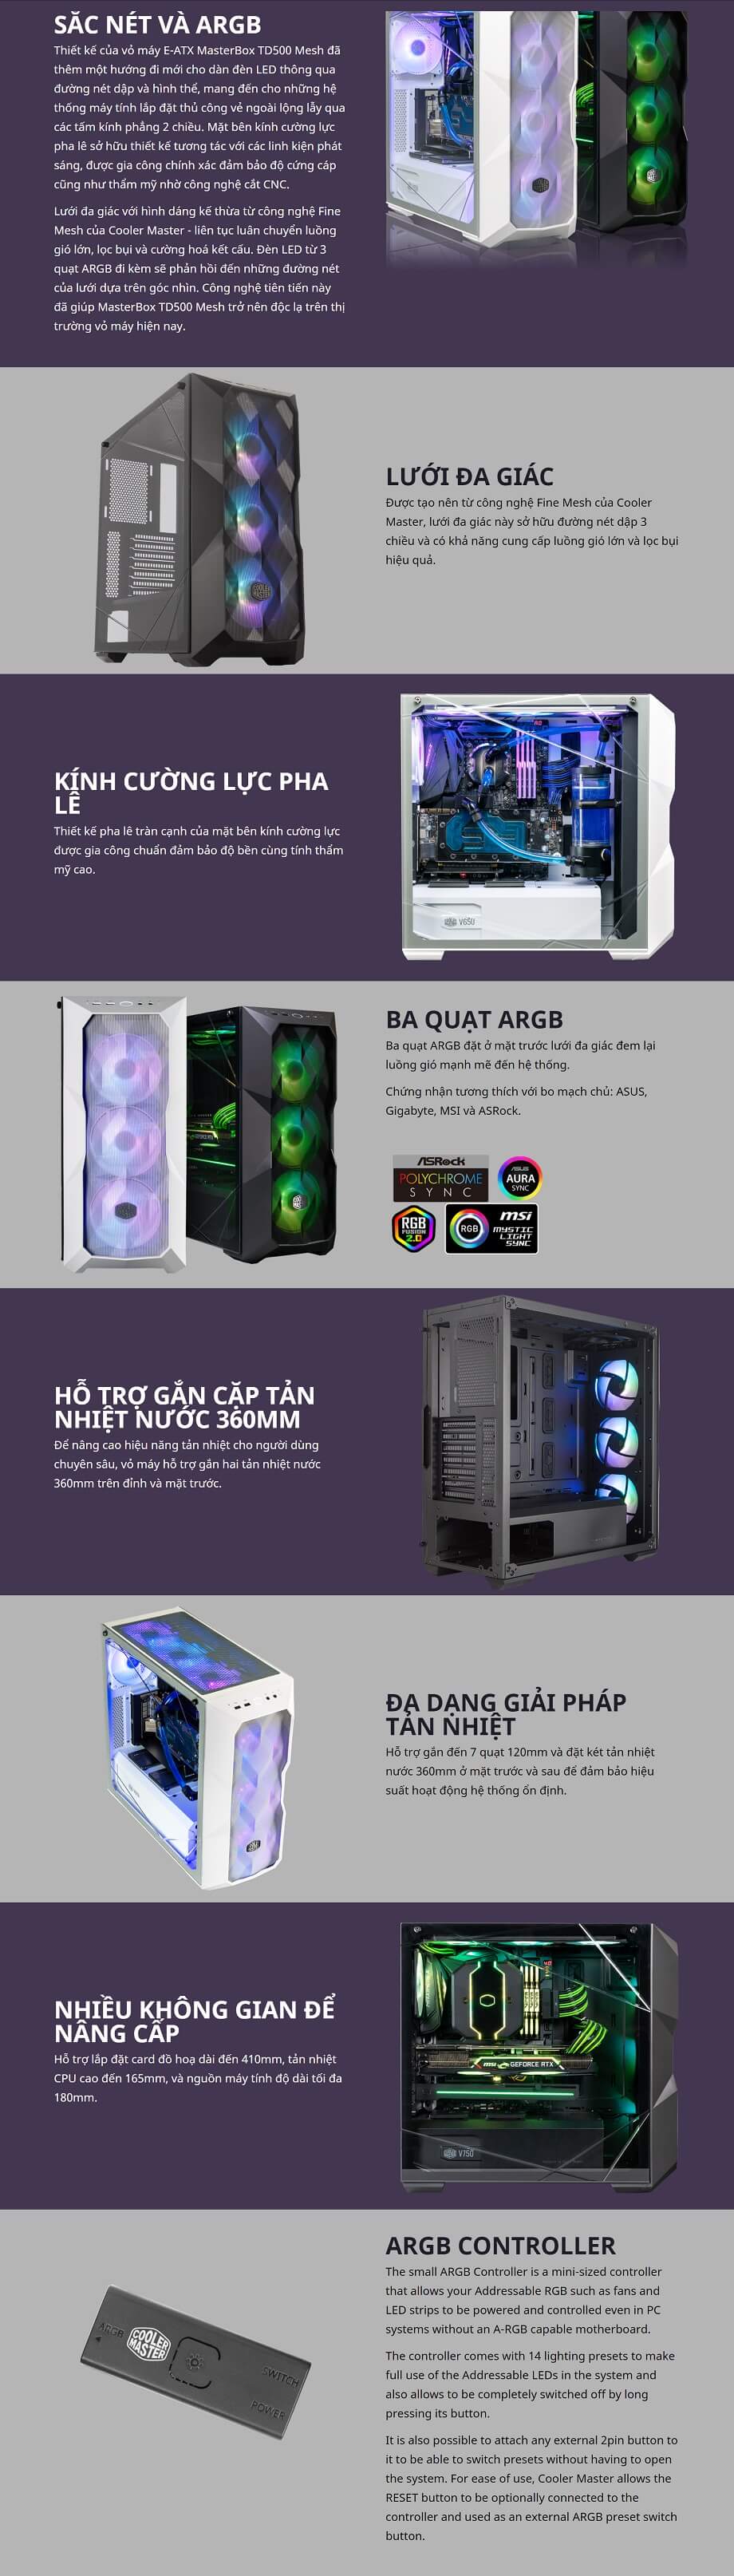 SẮC NÉT VÀ ARGB
Thiết kế của vỏ máy E-ATX MasterBox TD500 Mesh đã
thêm một hướng đi mới cho dàn đèn LED thông qua
đường nét dập và hình thể, mang đến cho những hệ
thống máy tính lắp đặt thủ công vẻ ngoài lộng lẫy qua
các tấm kính phẳng 2 chiều. Mặt bên kính cường lực
pha lê sở hữu thiết kế tương tác với các linh kiện phát
sáng, được gia công chính xác đảm bảo độ cứng cáp
cũng như thẩm mỹ nhờ công nghệ cắt CNC.
Lưới đa giác với hình dáng kế thừa từ công nghệ Fine
Mesh của Cooler Master - liên tục luân chuyển luồng
gió lớn, lọc bụi và cường hoá kết cấu. Đèn LED từ 3
quạt ARGB đi kèm sẽ phản hồi đến những đường nét
của lưới dựa trên góc nhìn. Công nghệ tiên tiến này
đã giúp MasterBox TD500 Mesh trở nên độc lạ trên thị
trường vỏ máy hiện nay.
LƯỚI ĐA GIÁC
Được tạo nên từ công nghệ Fine Mesh của Cooler
Master, lưới đa giác này sở hữu đường nét dập 3
chiều và có khả năng cung cấp luồng gió lớn và lọc bụi
hiệu quả.
COOLER
MASTER
KÍNH CƯỜNG LỰC PHA
LÊ
Thiết kế pha lê tràn cạnh của mặt bên kính cường lực
được gia công chuẩn đảm bảo độ bền cùng tính thẩm
mỹ cao.
V650
BA QUẠT ARGB
Ba quạt ARGB đặt ở mặt trước lưới đa giác đem lại
luồng gió mạnh mẽ đến hệ thống.
Chứng nhận tương thích với bo mạch chủ: ASUS,
Gigabyte, MSI và ASRock.
ASRock
POLYCHROME
SYNC
ASUS
AURA
SYNC
RGB
FUSION
2.0
RGB
msi
MYSTIC
LIGHT
SYNC
HỖ TRỢ GẮN CẶP TẢN
NHIỆT NƯỚC 360MM
Để nâng cao hiệu năng tản nhiệt cho người dùng
chuyên sâu, vỏ máy hỗ trợ gắn hai tản nhiệt nước
360mm trên đỉnh và mặt trước.
ĐA DẠNG GIẢI PHÁP
TẢN NHIỆT
Hỗ trợ gắn đến 7 quạt 120mm và đặt két tản nhiệt
nước 360mm ở mặt trước và sau để đảm bảo hiệu
suất hoạt động hệ thống ổn định.
NHIỀU KHÔNG GIAN ĐỂ
NÂNG CẤP
Hỗ trợ lắp đặt card đồ hoạ dài đến 410mm, tản nhiệt
CPU cao đến 165mm, và nguồn máy tính độ dài tối đa
180mm.
msi GEFORCE RTX
V750
ARGB CONTROLLER
The small ARGB Controller is a mini-sized controller
that allows your Addressable RGB such as fans and
LED strips to be powered and controlled even in PC
systems without an A-RGB capable motherboard.
The controller comes with 14 lighting presets to make
full use of the Addressable LEDs in the system and
also allows to be completely switched off by long
pressing its button.
It is also possible to attach any external 2pin button to
it to be able to switch presets without having to open
the system. For ease of use, Cooler Master allows the
RESET button to be optionally connected to the
controller and used as an external ARGB preset switch
button.
ARGB
COOLER
MASTER
SWITCH
POWER